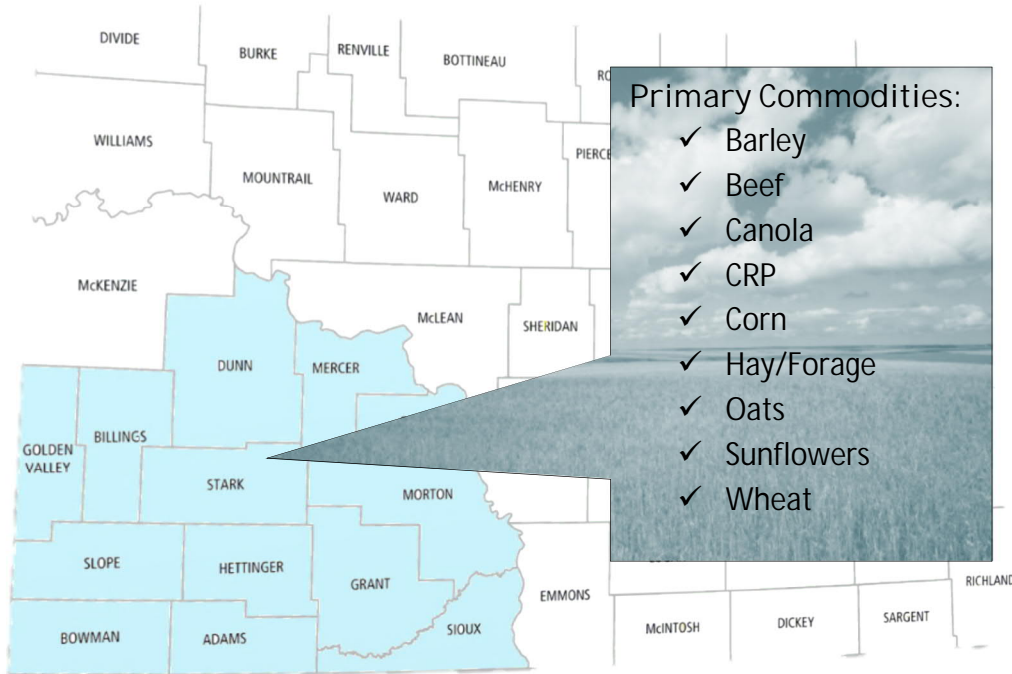 DIVIDE
BURKE
RENVILLE
BOTTINEAU
WILLIAMS
MOUNTRAIL
WARD
McHENRY
McKENZIE
McLEAN
SHERIDAN
DUNN
MERCER
GOLDEN
VALLEY
BILLINGS
STARK
MORTON
SLOPE
HETTINGER
GRANT
BOWMAN
ADAMS
SIOUX
EMMONS
McINTOSH
DICKEY
SARGENT
Primary Commodities:
✓ Barley
✓ Beef
✓ Canola
✓ CRP
✓ Corn
✓ Hay/Forage
✓ Oats
✓ Sunflowers
✓ Wheat
RICHLAND